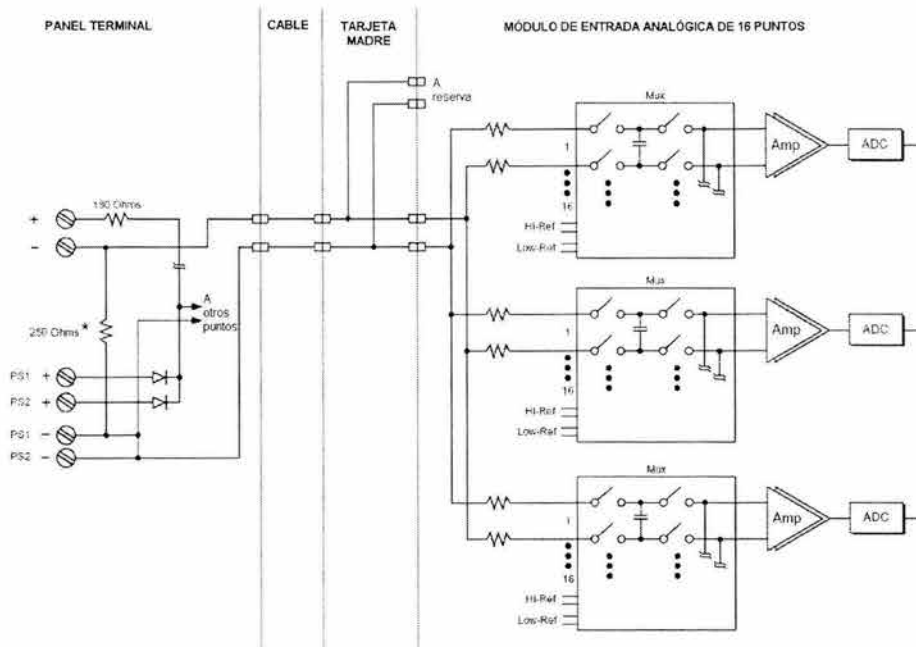 PANEL TERMINAL
CABLE
TARJETA
MADRE
MÓDULO DE ENTRADA ANALÓGICA DE 16 PUNTOS
A
reserva
Mux
1
16
Hi-Ref
Low-Ref
Amp
ADC
+
180 Ohms
-
A
otros
puntos
250 Ohms*
PS1 +
PS2 +
PS1 -
PS2 -
Mux
1
16
Hi-Ref
Low-Ref
Amp
ADC
Mux
1
16
Hi-Ref
Low-Ref
Amp
ADC